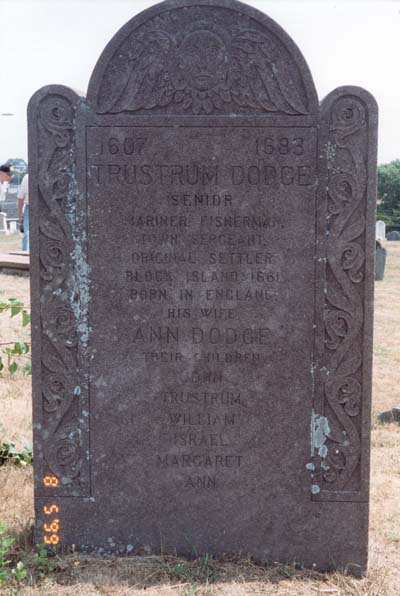 1607 1683
TRUSTRUM DODGE
SENIOR
MARINER FISHERMAN
TOWN SERGEANT
ORIGINAL SETTLER
BLOCK ISLAND 1661
BORN IN ENGLAND
HIS WIFE
ANN DODGE
THEIR CHILDREN
JOHN
TRUSTRUM
WILLIAM
ISRAEL
MARGARET
ANN
8 5 '99